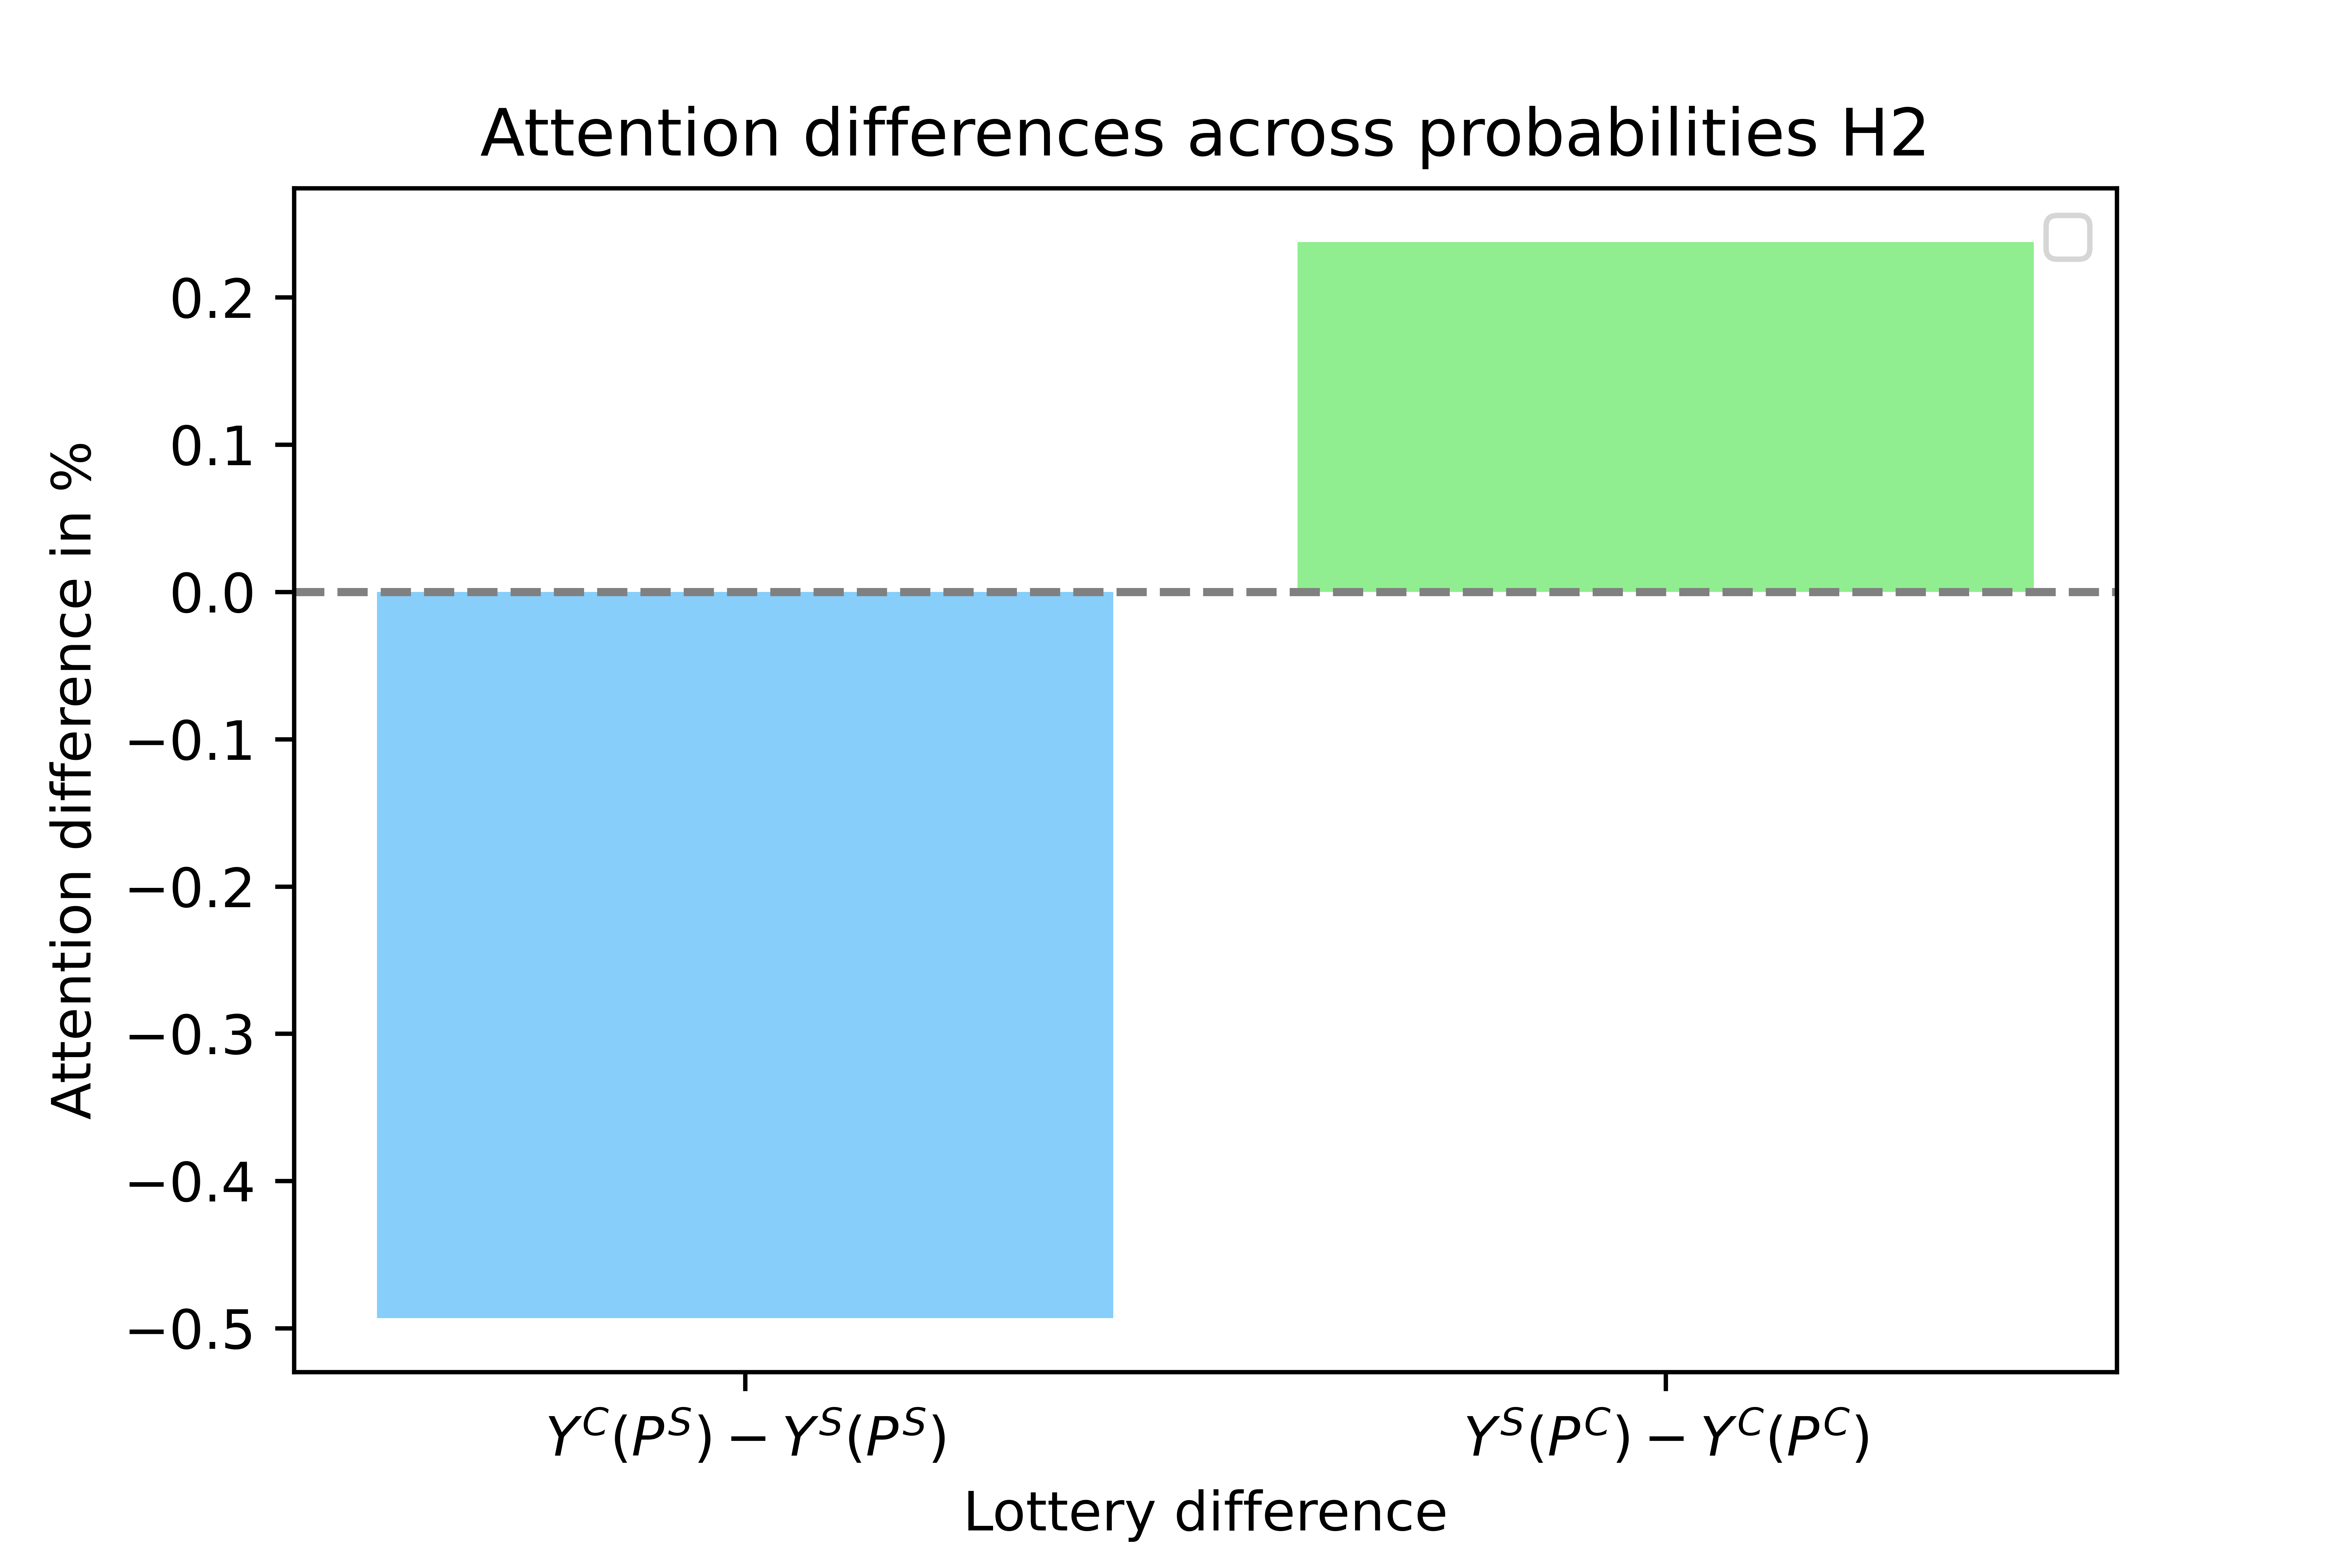 Attention differences across probabilities H2
Attention difference in %
0.2
0.1
0.0
−0.1
−0.2
−0.3
−0.4
−0.5
Y^C(P^S) − Y^S(P^S)
Y^S(P^C) − Y^C(P^C)
Lottery difference